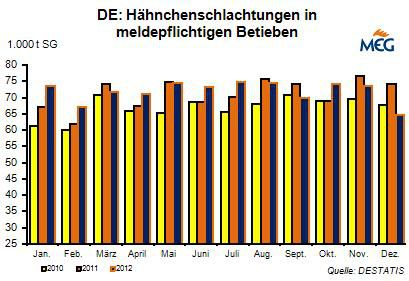 DE: Hähnchenschlachtungen in
meldepflichtigen Betieben
MEG
1.000 t SG
80
75
70
65
60
55
50
45
40
35
30
25
Jan. Feb. März April Mai Juni Juli Aug. Sept. Okt. Nov. Dez.
2010 2011 2012
Quelle: DESTATIS